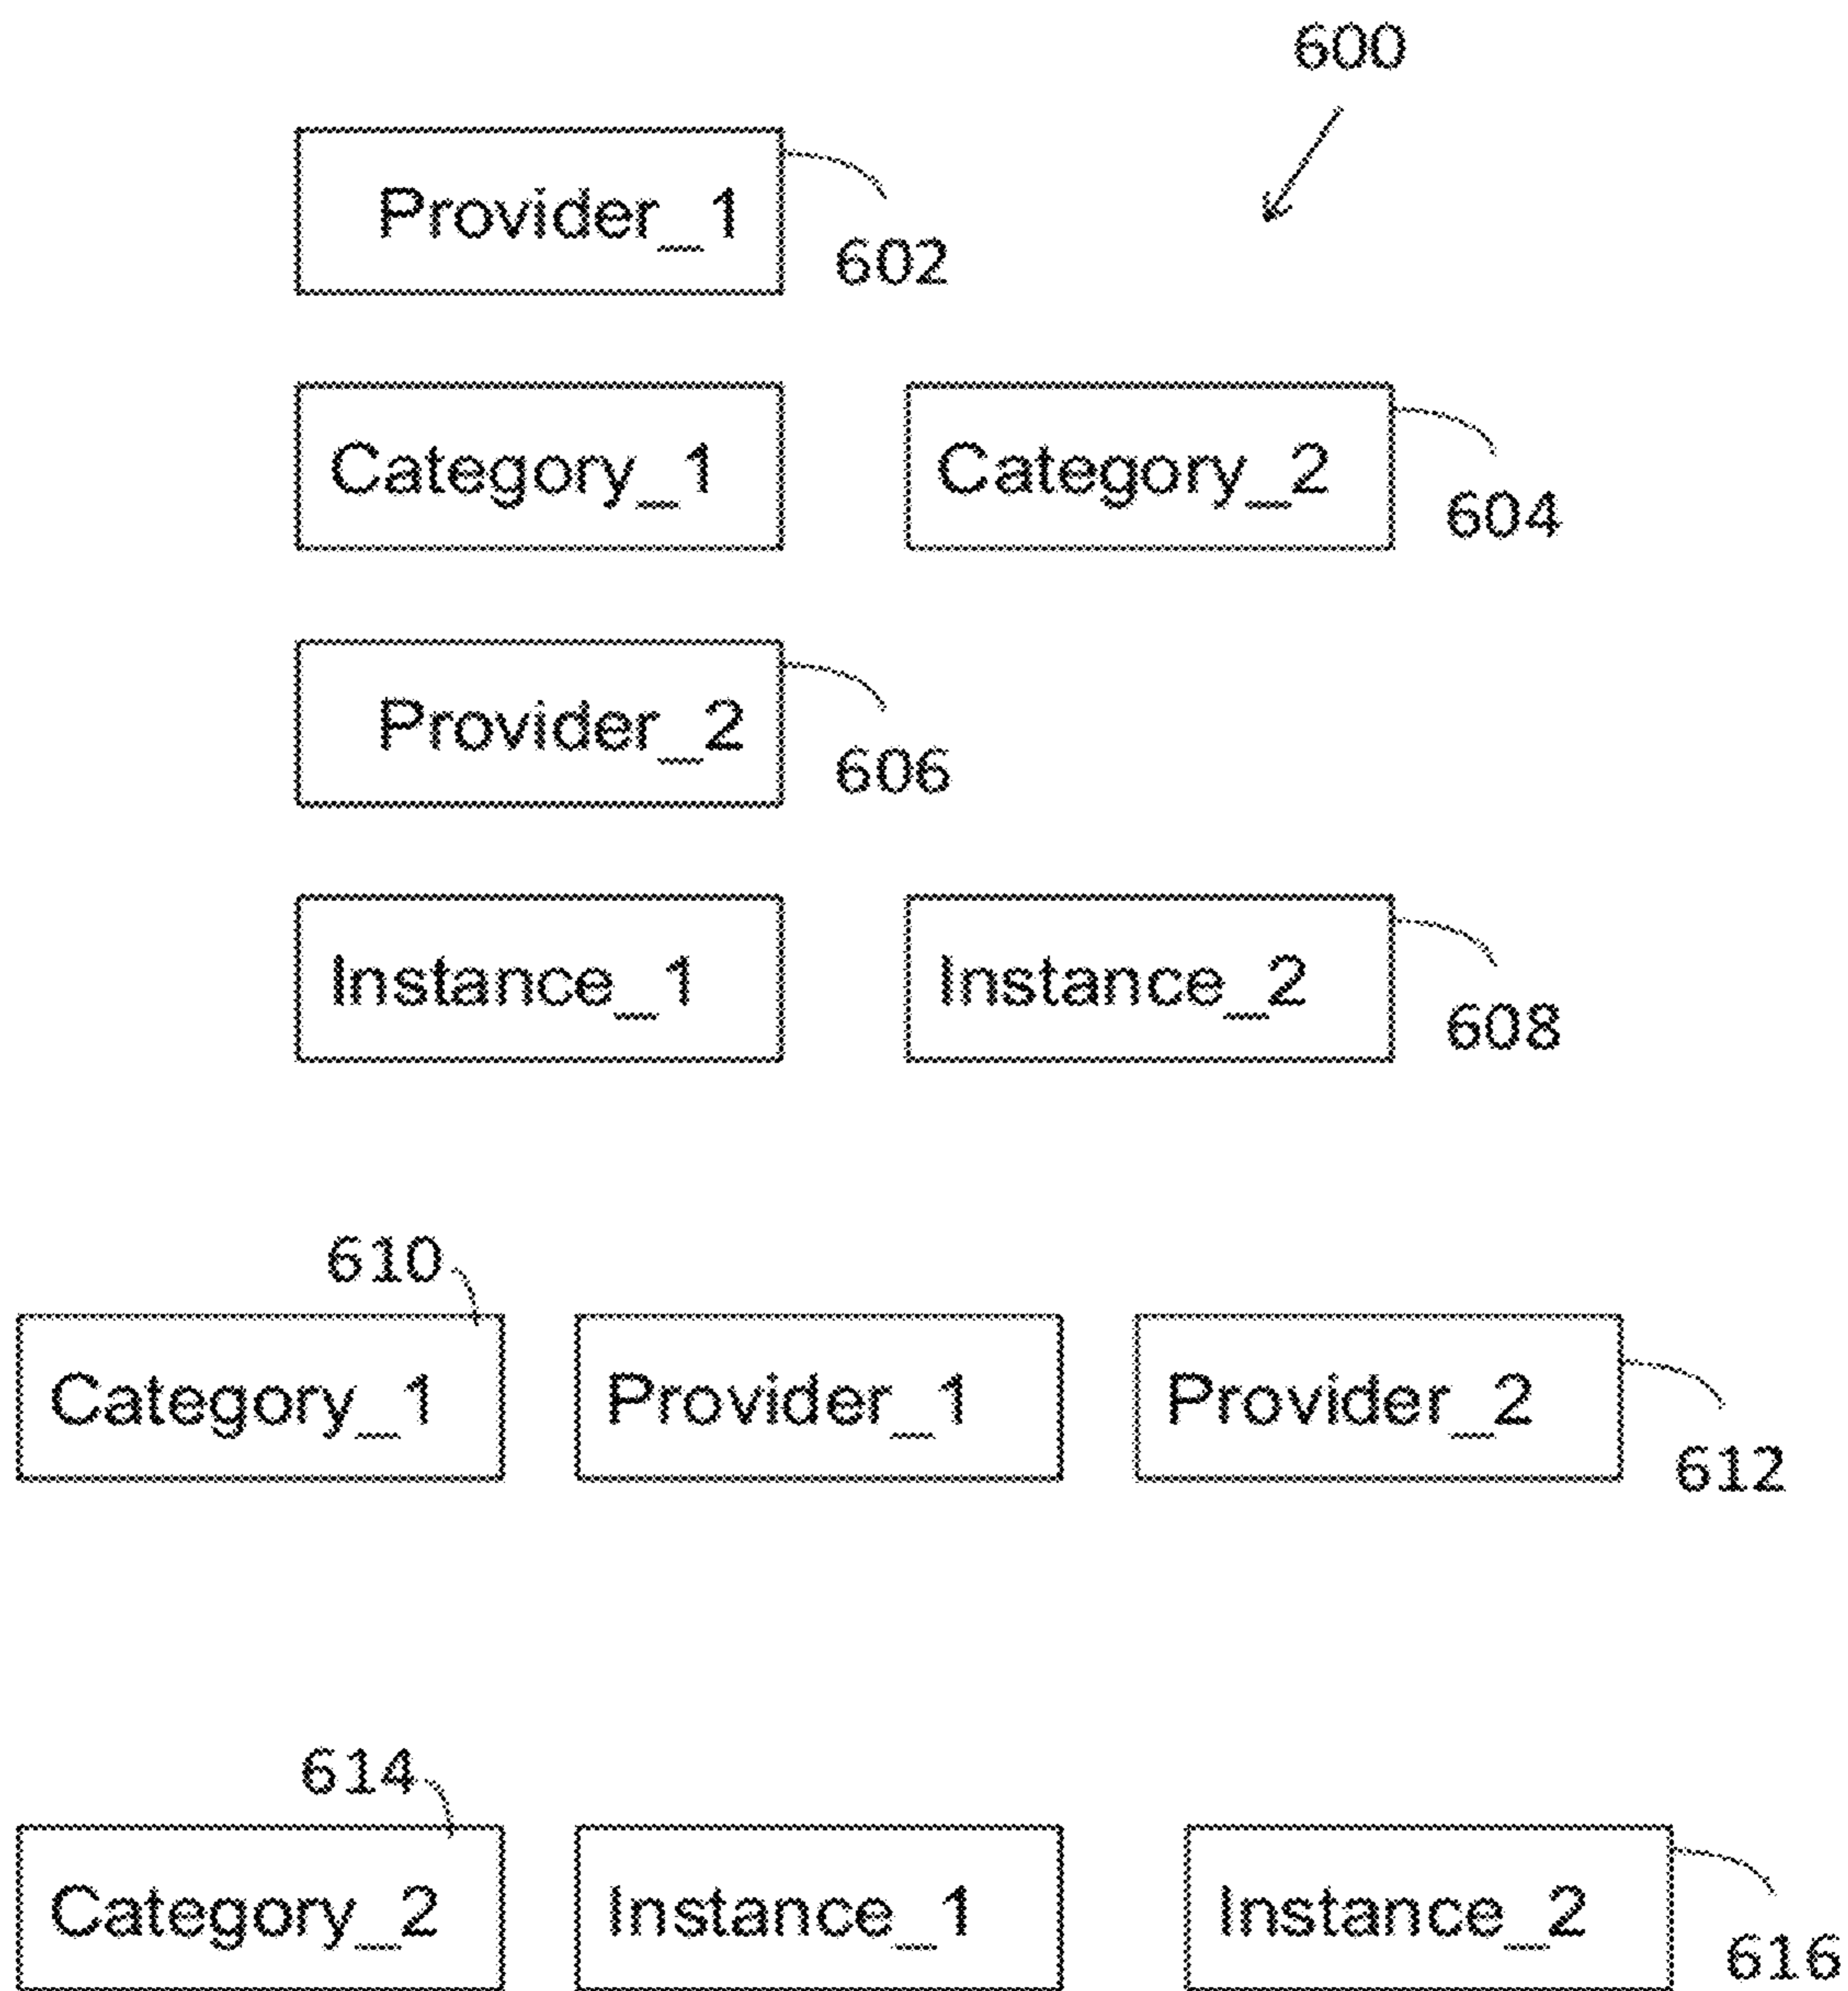 600
Provider_1
602
Category_1 Category_2
604
Provider_2
606
Instance_1 Instance_2
608
610
Category_1 Provider_1 Provider_2
612
614
Category_2 Instance_1 Instance_2
616